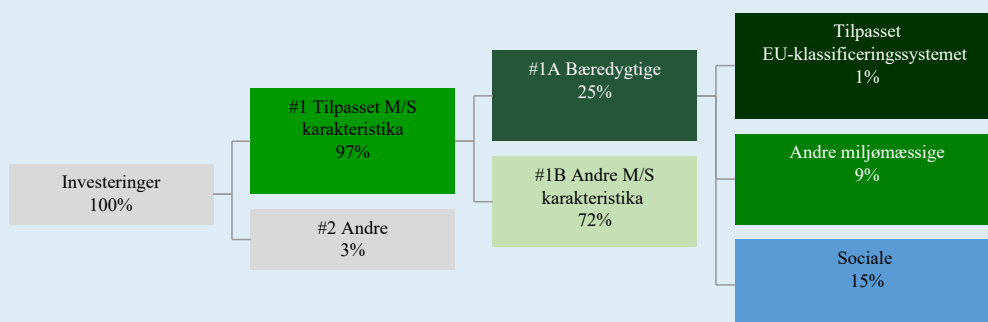 Investeringer
100%
#1 Tilpasset M/S
karakteristika
97%
#2 Andre
3%
#1A Bæredygtige
25%
#1B Andre M/S
karakteristika
72%
Tilpasset
EU-klassificeringssystemet
1%
Andre miljømæssige
9%
Sociale
15%